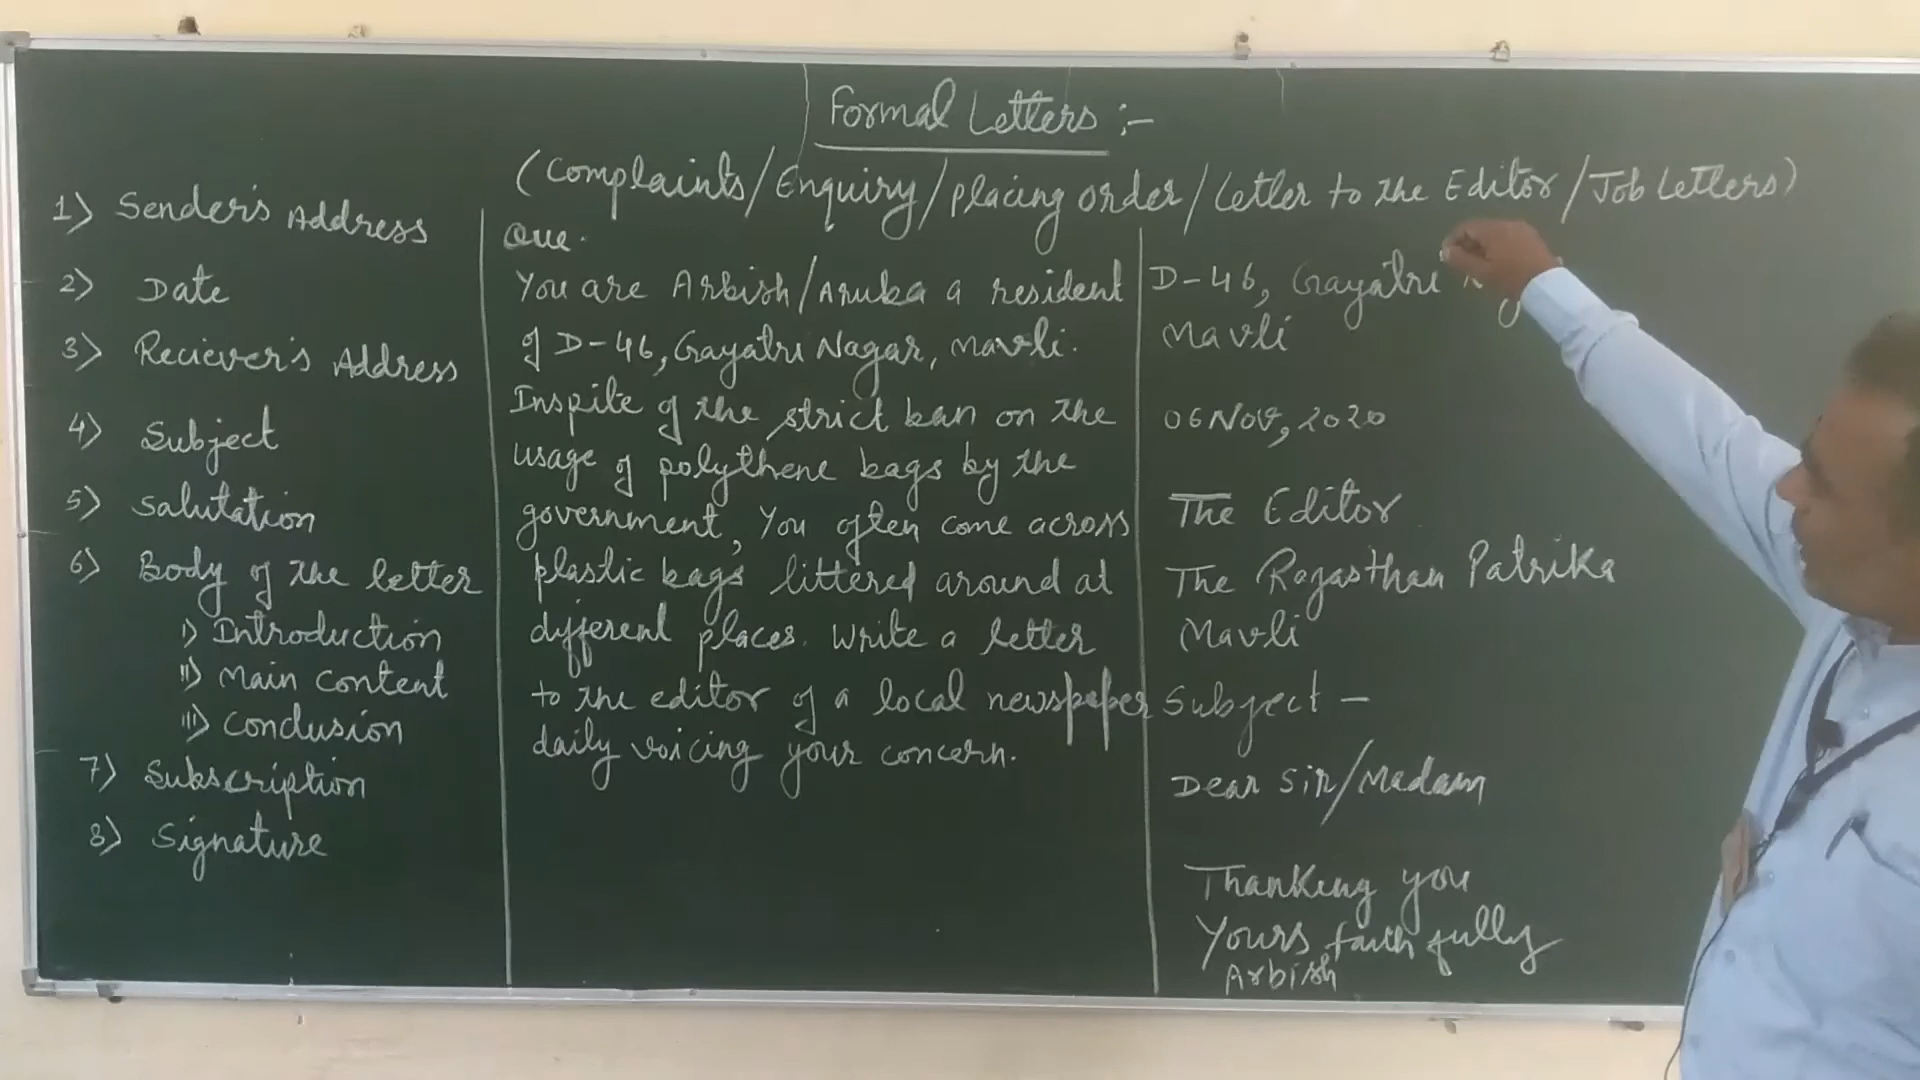 Formal Letters :-
(Complaints/Enquiry/placing order/Letter to the Editor/Job Letters)
1) Sender's Address
2) Date
3) Reciever's Address
4) Subject
5) Salutation
6) Body of the letter
i) Introduction
ii) Main content
iii) Conclusion
7) Subscription
8) Signature
Que.
You are Arbish/Aruba a resident
of D-46, Gayatri Nagar, Mavli.
Inspite of the strict ban on the
usage of polythene bags by the
government, You often come across
plastic bags littered around at
different places. Write a letter
to the editor of a local newspeper
daily voicing your concern.
D-46, Gayatri
Mavli
06 Nov, 2020
The Editor
The Rajasthan Patrika
Mavli
Subject -
Dear Sir/Madam
Thanking you
Yours faithfully
Arbish